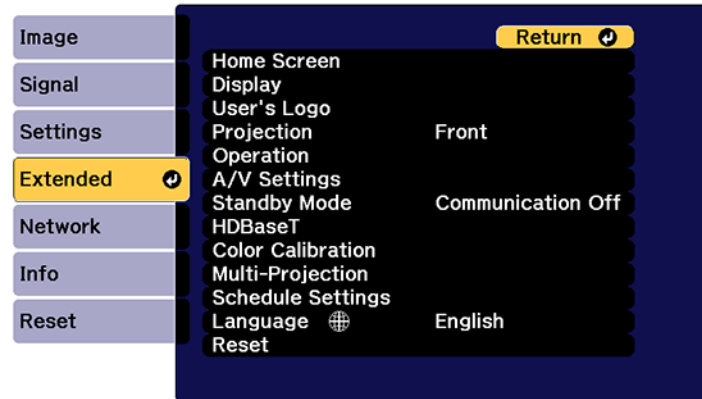 Image
Signal
Settings
Extended
Network
Info
Reset
Return
Home Screen
Display
User's Logo
Projection Front
Operation
A/V Settings
Standby Mode Communication Off
HDBaseT
Color Calibration
Multi-Projection
Schedule Settings
Language English
Reset